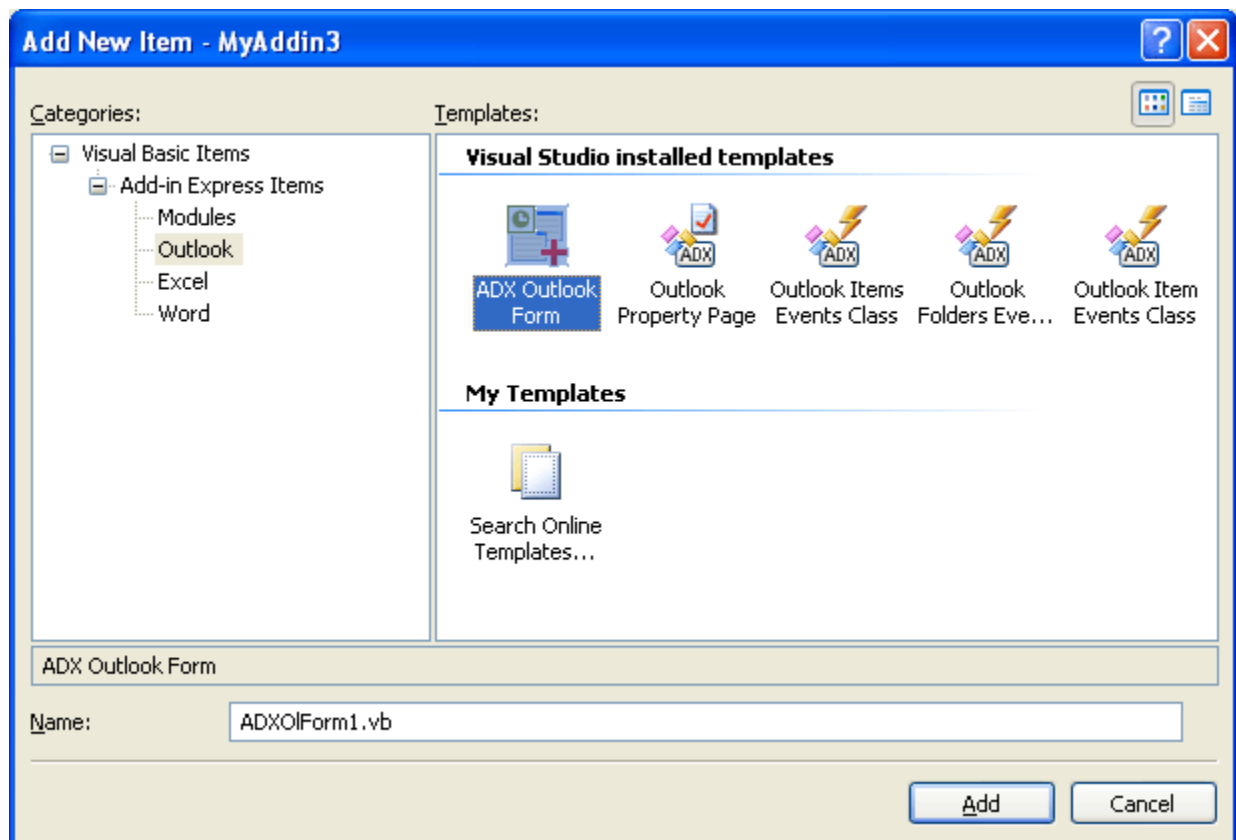 Add New Item - MyAddin3
Categories:
Templates:
Visual Basic Items
Add-in Express Items
Modules
Outlook
Excel
Word
Visual Studio installed templates
ADX
ADX
ADX
ADX
ADX Outlook
Form
Outlook
Property Page
Outlook Items
Events Class
Outlook
Folders Eve...
Outlook Item
Events Class
My Templates
Search Online
Templates...
ADX Outlook Form
Name:
ADXOlForm1.vb
Add
Cancel